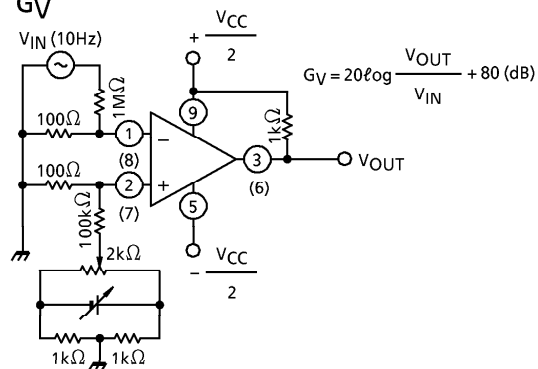 GV
VIN (10Hz)
1MΩ
100Ω
1
(8)
−
100Ω
2
(7)
+
100kΩ
2kΩ
1kΩ
1kΩ
+ VCC
2
9
1kΩ
3
(6)
VOUT
5
− VCC
2
GV = 20ℓog VOUT + 80 (dB)
VIN